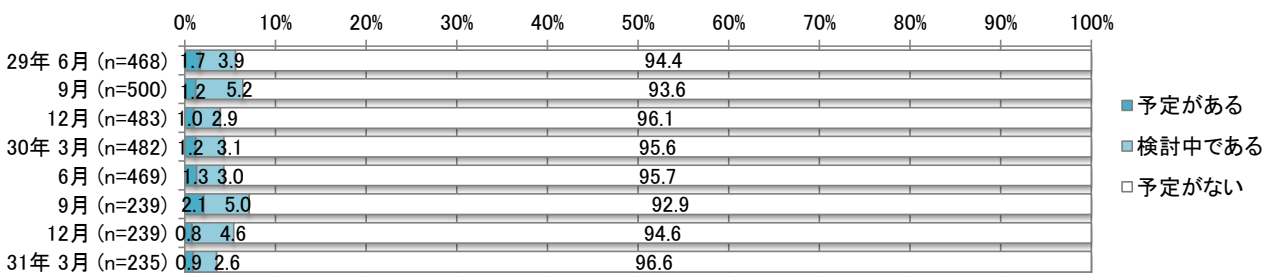 0% 10% 20% 30% 40% 50% 60% 70% 80% 90% 100%
29年 6月 (n=468) 1.7 3.9 94.4
9月 (n=500) 1.2 5.2 93.6
12月 (n=483) 1.0 2.9 96.1
30年 3月 (n=482) 1.2 3.1 95.6
6月 (n=469) 1.3 3.0 95.7
9月 (n=239) 2.1 5.0 92.9
12月 (n=239) 0.8 4.6 94.6
31年 3月 (n=235) 0.9 2.6 96.6
予定がある
検討中である
予定がない